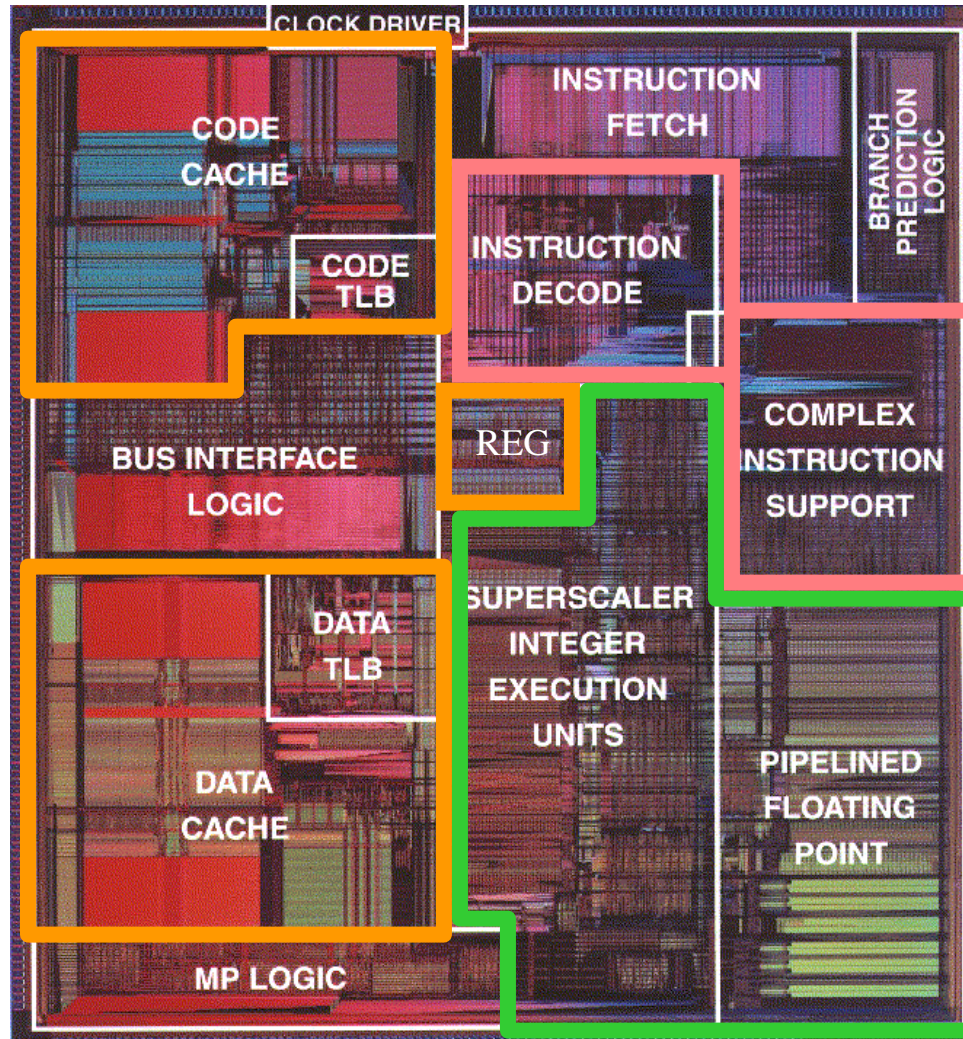 CLOCK DRIVER
CODE
CACHE
CODE
TLB
INSTRUCTION
FETCH
BRANCH
PREDICTION
LOGIC
INSTRUCTION
DECODE
COMPLEX
INSTRUCTION
SUPPORT
BUS INTERFACE
LOGIC
REG
SUPERSCALER
INTEGER
EXECUTION
UNITS
DATA
TLB
DATA
CACHE
PIPELINED
FLOATING
POINT
MP LOGIC